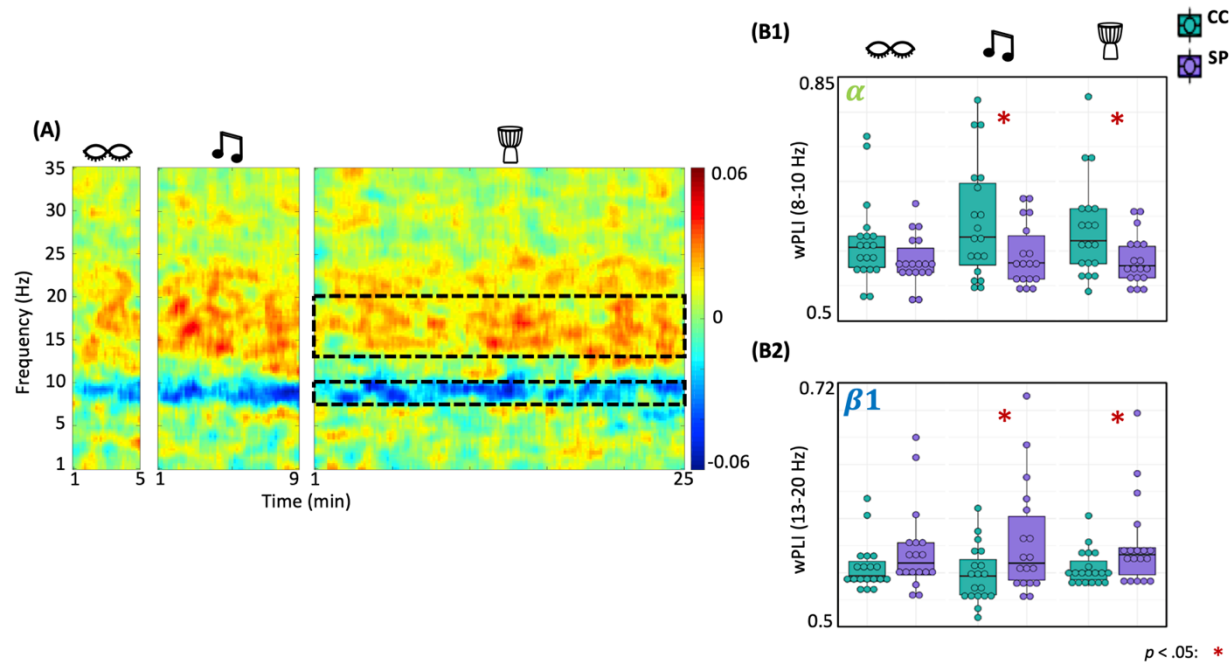 (A)
35
30
25
20
15
10
5
1
Frequency (Hz)
1 5
1 9
1 25
Time (min)
0.06
0
-0.06
(B1)
CC
SP
0.85
α
*
*
wPLI (8-10 Hz)
0.5
(B2)
0.72
β1
*
*
wPLI (13-20 Hz)
0.5
p < .05: *